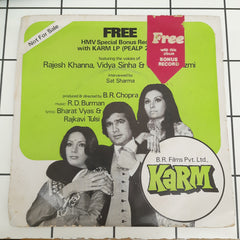 Not For Sale
FREE
HMV Special Bonus Rec
with KARM LP (PEALP 2
featuring the voices of
Rajesh Khanna, Vidya Sinha & 
interviewed by
Sat Sharma
produced & directed by B.R. Chopra
music: R.D. Burman
lyrics: Bharat Vyas &
Rajkavi Tulsi
Free
with this
album
BONUS
RECORD
B.R. Films Pvt. Ltd.,
KARM